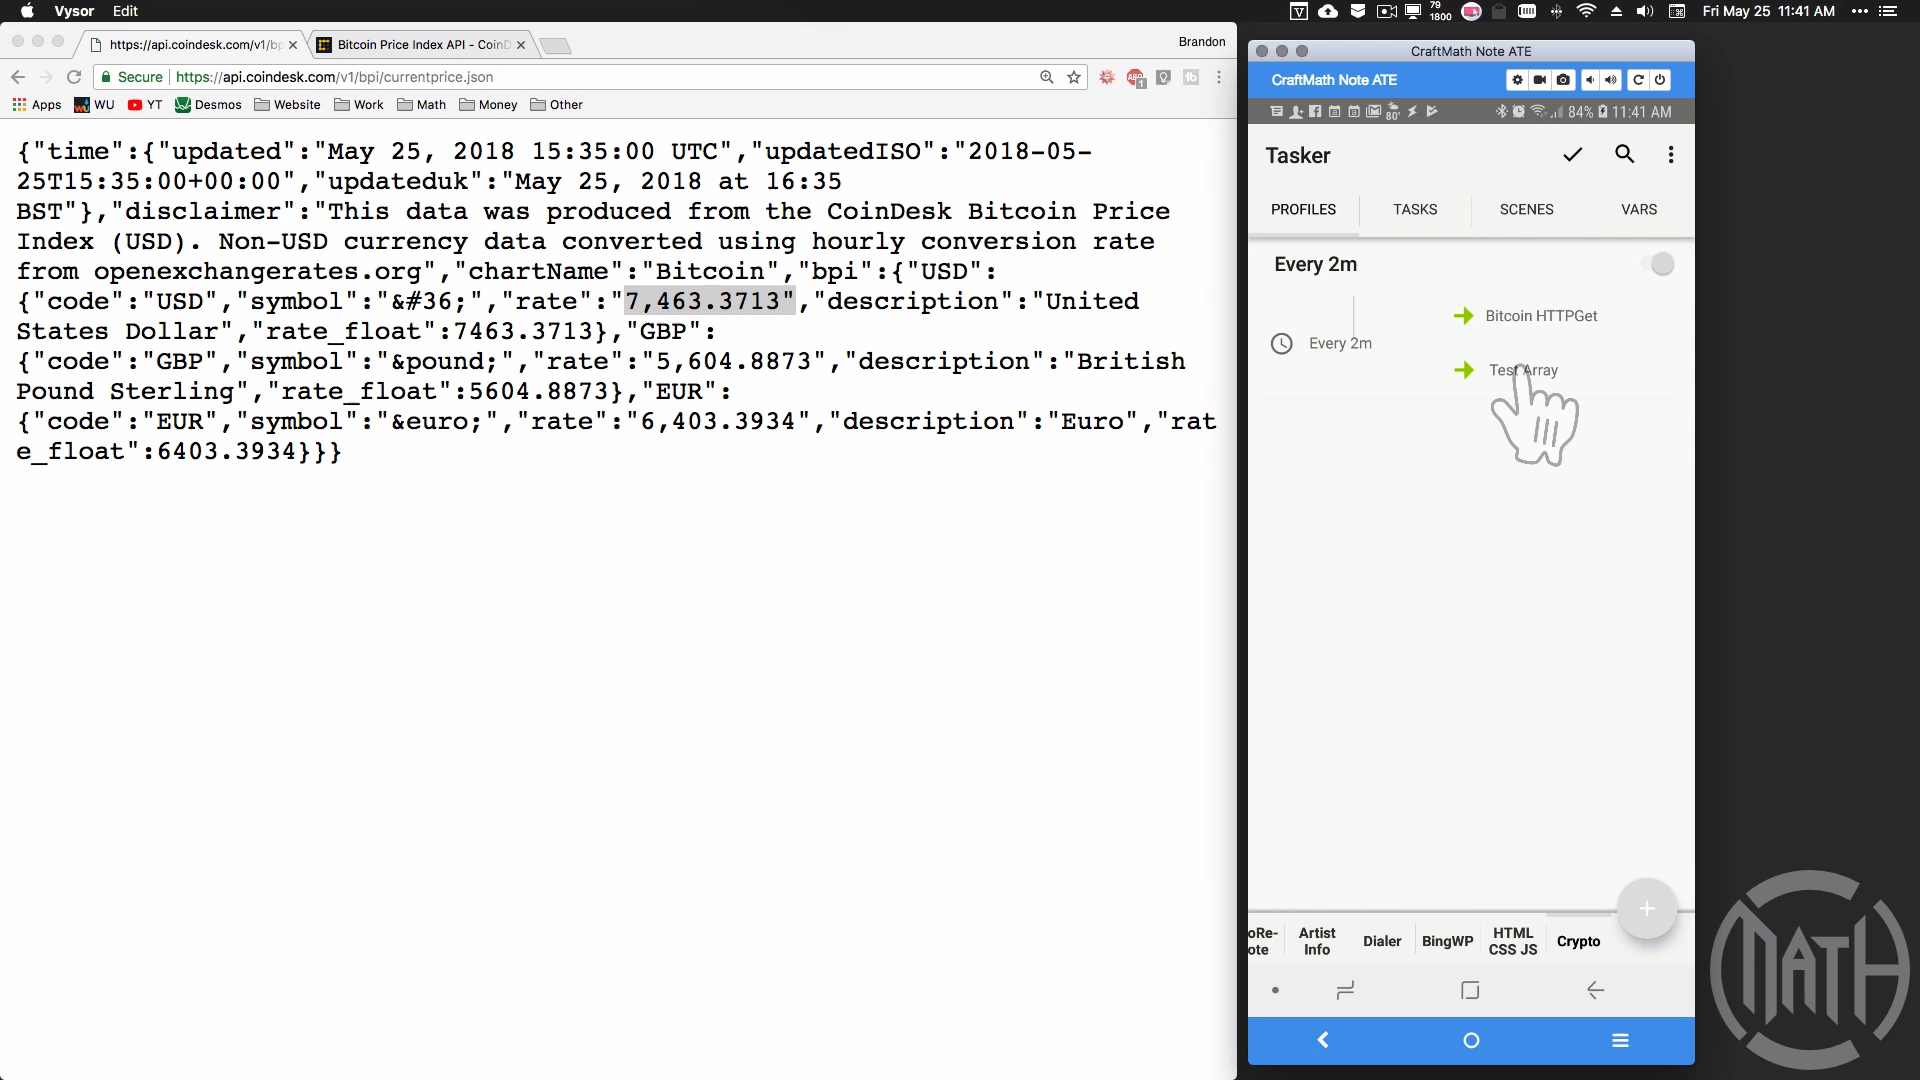 Vysor Edit
79
1800
Fri May 25 11:41 AM
https://api.coindesk.com/v1/bp
Bitcoin Price Index API - CoinD
Brandon
Secure https://api.coindesk.com/v1/bpi/currentprice.json
Apps WU YT Desmos Website Work Math Money Other
{"time":{"updated":"May 25, 2018 15:35:00 UTC","updatedISO":"2018-05-
25T15:35:00+00:00","updateduk":"May 25, 2018 at 16:35
BST"},"disclaimer":"This data was produced from the CoinDesk Bitcoin Price
Index (USD). Non-USD currency data converted using hourly conversion rate
from openexchangerates.org","chartName":"Bitcoin","bpi":{"USD":
{"code":"USD","symbol":"&#36;","rate":"7,463.3713","description":"United
States Dollar","rate_float":7463.3713},"GBP":
{"code":"GBP","symbol":"&pound;","rate":"5,604.8873","description":"British
Pound Sterling","rate_float":5604.8873},"EUR":
{"code":"EUR","symbol":"&euro;","rate":"6,403.3934","description":"Euro","rat
e_float":6403.3934}}}
CraftMath Note ATE
CraftMath Note ATE
80° 84% 11:41 AM
Tasker
PROFILES TASKS SCENES VARS
Every 2m
Bitcoin HTTPGet
Every 2m
Test Array
+
oRe-
ote
Artist
Info
Dialer
BingWP
HTML
CSS JS
Crypto
MATH